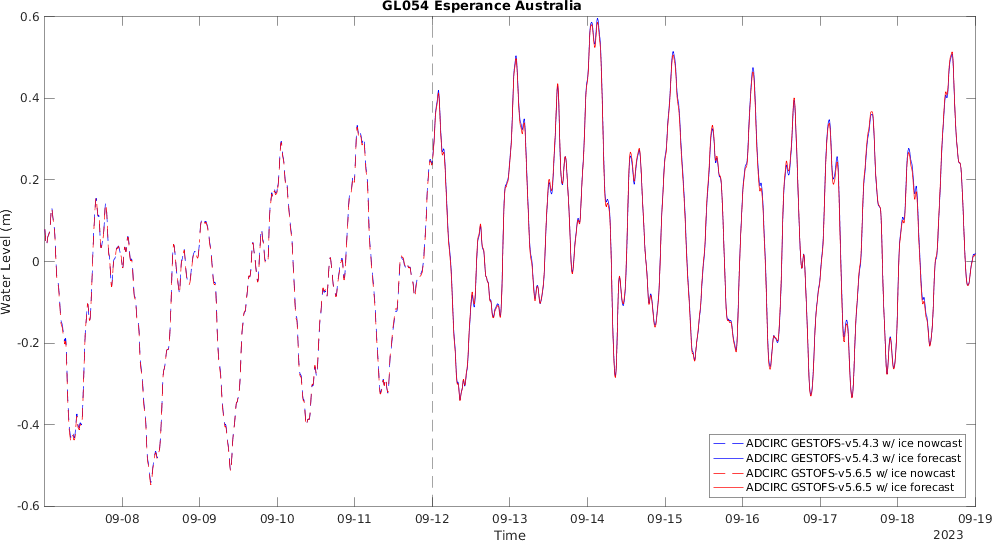 GL054 Esperance Australia
Water Level (m)
0.6
0.4
0.2
0
-0.2
-0.4
-0.6
ADCIRC GESTOFS-v5.4.3 w/ ice nowcast
ADCIRC GESTOFS-v5.4.3 w/ ice forecast
ADCIRC GSTOFS-v5.6.5 w/ ice nowcast
ADCIRC GSTOFS-v5.6.5 w/ ice forecast
09-08 09-09 09-10 09-11 09-12 09-13 09-14 09-15 09-16 09-17 09-18 09-19
Time
2023